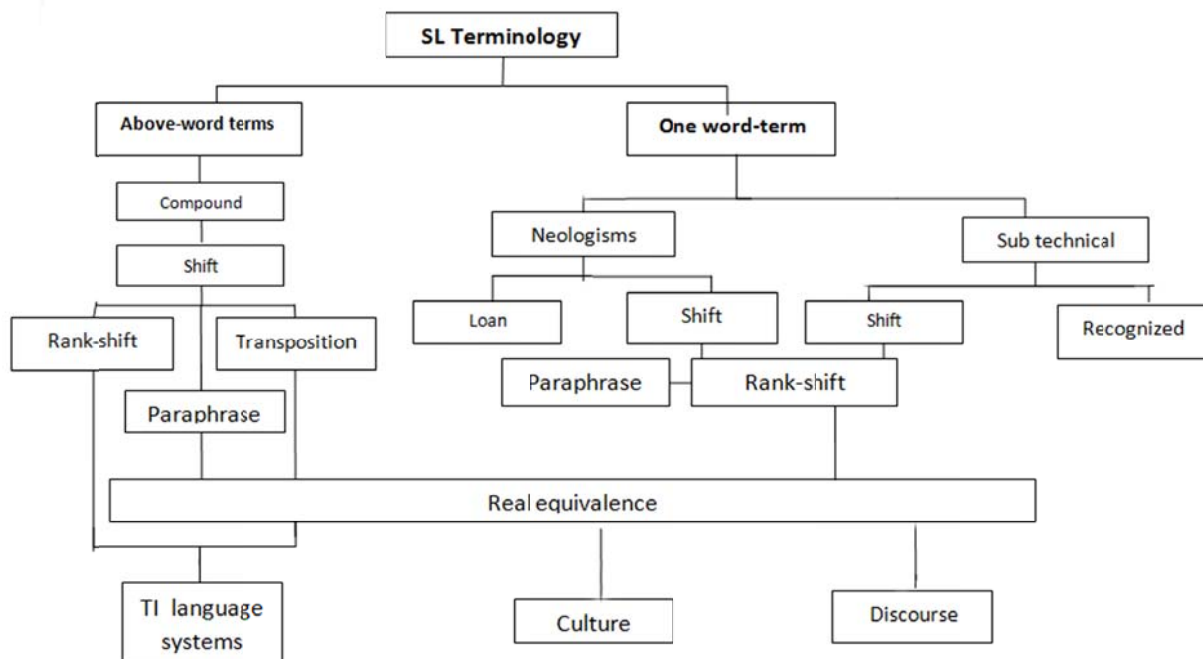 SL Terminology
Above-word terms
One word-term
Compound
Neologisms
Sub technical
Shift
Loan
Shift
Shift
Recognized
Rank-shift
Transposition
Paraphrase
Rank-shift
Paraphrase
Real equivalence
TI language
systems
Culture
Discourse